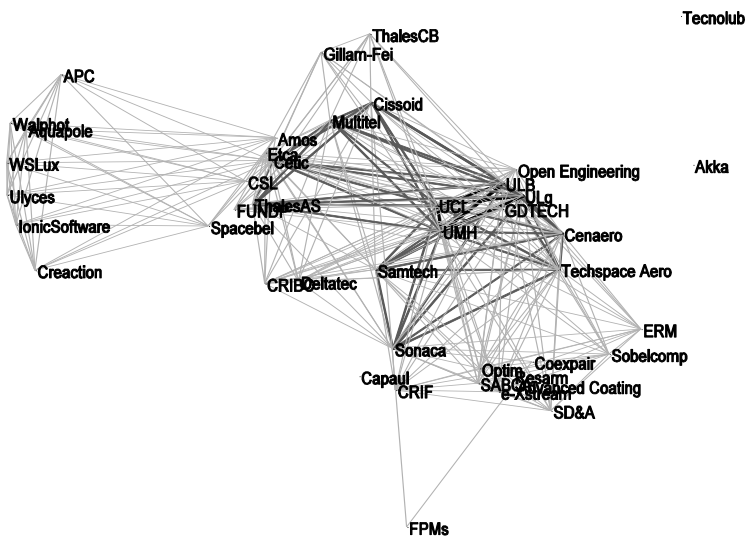 Tecnolub
ThalesCB
Gillam-Fei
APC
Cissoid
Walphot
Aquapole
Multitel
Amos
Etca
Cetic
WSLux
Akka
Open Engineering
CSL
ULB
Ulyces
ULg
FUNDP
ThalesAS
UCL
GDTECH
IonicSoftware
Spacebel
UMH
Cenaero
Creaction
Samtech
Techspace Aero
Deltatec
ERM
Sonaca
Sobelcomp
Coexpair
Optim
Capaul
CRIF
Advanced Coating
e-Xstream
SD&A
FPMs